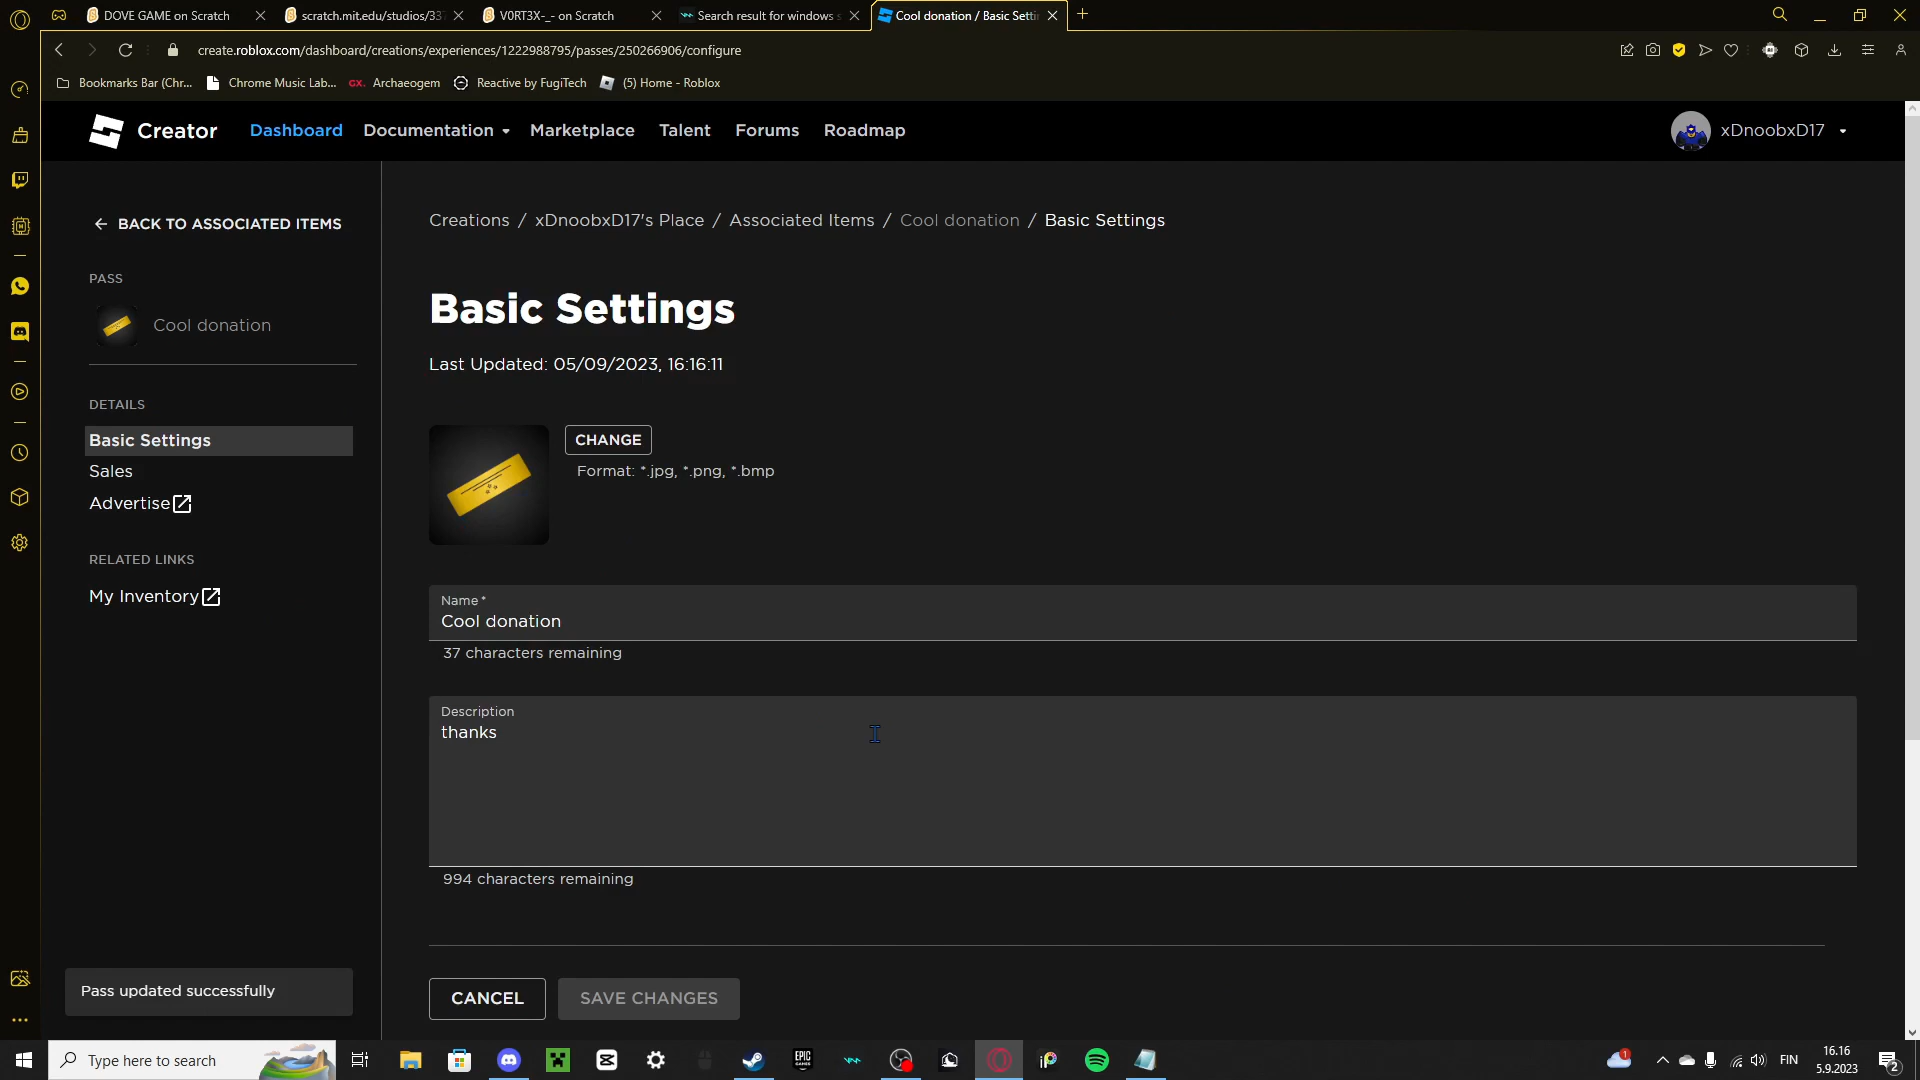 DOVE GAME on Scratch
scratch.mit.edu/studios/337
V0RT3X-_- on Scratch
Search result for windows s
Cool donation / Basic Setti
create.roblox.com/dashboard/creations/experiences/1222988795/passes/250266906/configure
Bookmarks Bar (Chr...
Chrome Music Lab...
GX. Archaeogem
Reactive by FugiTech
(5) Home - Roblox
Creator
Dashboard
Documentation
Marketplace
Talent
Forums
Roadmap
xDnoobxD17
BACK TO ASSOCIATED ITEMS
PASS
Cool donation
DETAILS
Basic Settings
Sales
Advertise
RELATED LINKS
My Inventory
Pass updated successfully
Creations / xDnoobxD17's Place / Associated Items / Cool donation / Basic Settings
Basic Settings
Last Updated: 05/09/2023, 16:16:11
CHANGE
Format: *.jpg, *.png, *.bmp
Name *
Cool donation
37 characters remaining
Description
thanks
994 characters remaining
CANCEL
SAVE CHANGES
Type here to search
EPIC GAMES
1
FIN
16.16
5.9.2023
2